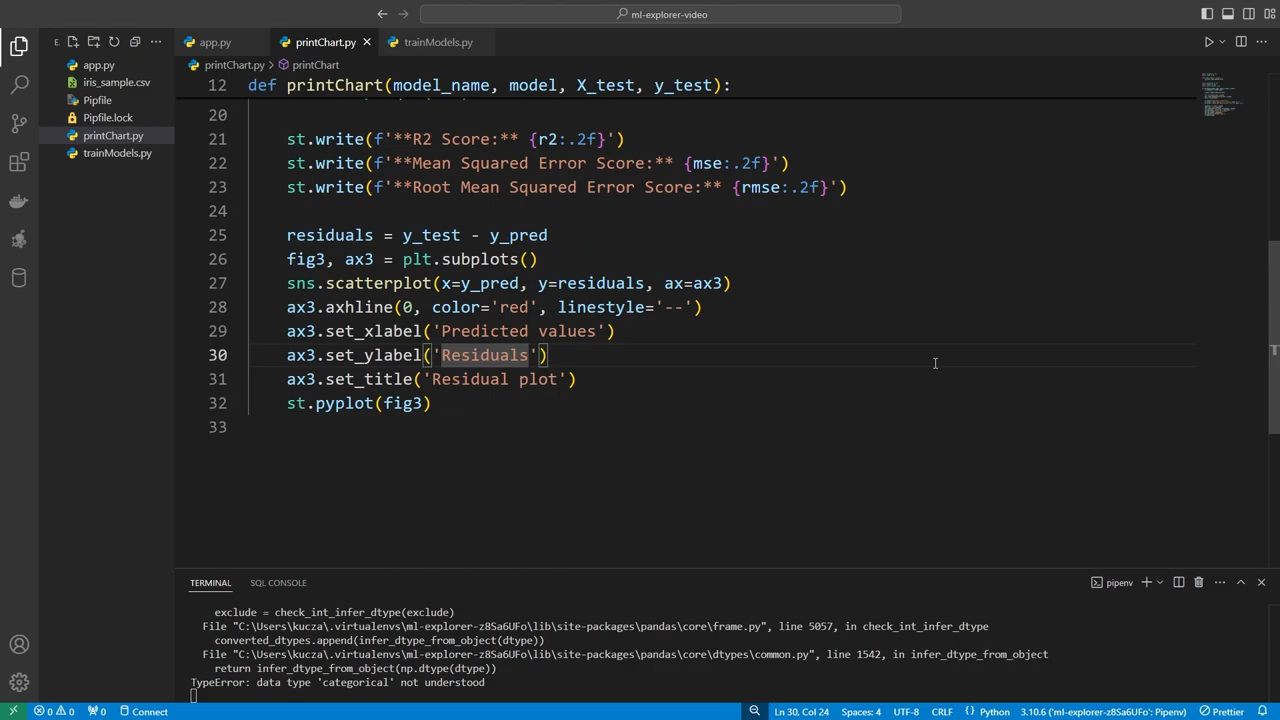 ml-explorer-video
E
app.py
iris_sample.csv
Pipfile
Pipfile.lock
printChart.py
trainModels.py
app.py
printChart.py
trainModels.py
printChart.py > printChart
12 def printChart(model_name, model, X_test, y_test):
20
21 st.write(f'**R2 Score:** {r2:.2f}')
22 st.write(f'**Mean Squared Error Score:** {mse:.2f}')
23 st.write(f'**Root Mean Squared Error Score:** {rmse:.2f}')
24
25 residuals = y_test - y_pred
26 fig3, ax3 = plt.subplots()
27 sns.scatterplot(x=y_pred, y=residuals, ax=ax3)
28 ax3.axhline(0, color='red', linestyle='--')
29 ax3.set_xlabel('Predicted values')
30 ax3.set_ylabel('Residuals')
31 ax3.set_title('Residual plot')
32 st.pyplot(fig3)
33
TERMINAL SQL CONSOLE
pipenv
exclude = check_int_infer_dtype(exclude)
File "C:\Users\kucza\.virtualenvs\ml-explorer-z8Sa6UFo\lib\site-packages\pandas\core\frame.py", line 5057, in check_int_infer_dtype
converted_dtypes.append(infer_dtype_from_object(dtype))
File "C:\Users\kucza\.virtualenvs\ml-explorer-z8Sa6UFo\lib\site-packages\pandas\core\dtypes\common.py", line 1542, in infer_dtype_from_object
return infer_dtype_from_object(np.dtype(dtype))
TypeError: data type 'categorical' not understood
0 0 0 Connect Ln 30, Col 24 Spaces: 4 UTF-8 CRLF Python 3.10.6 ('ml-explorer-z8Sa6UFo': Pipenv) Prettier